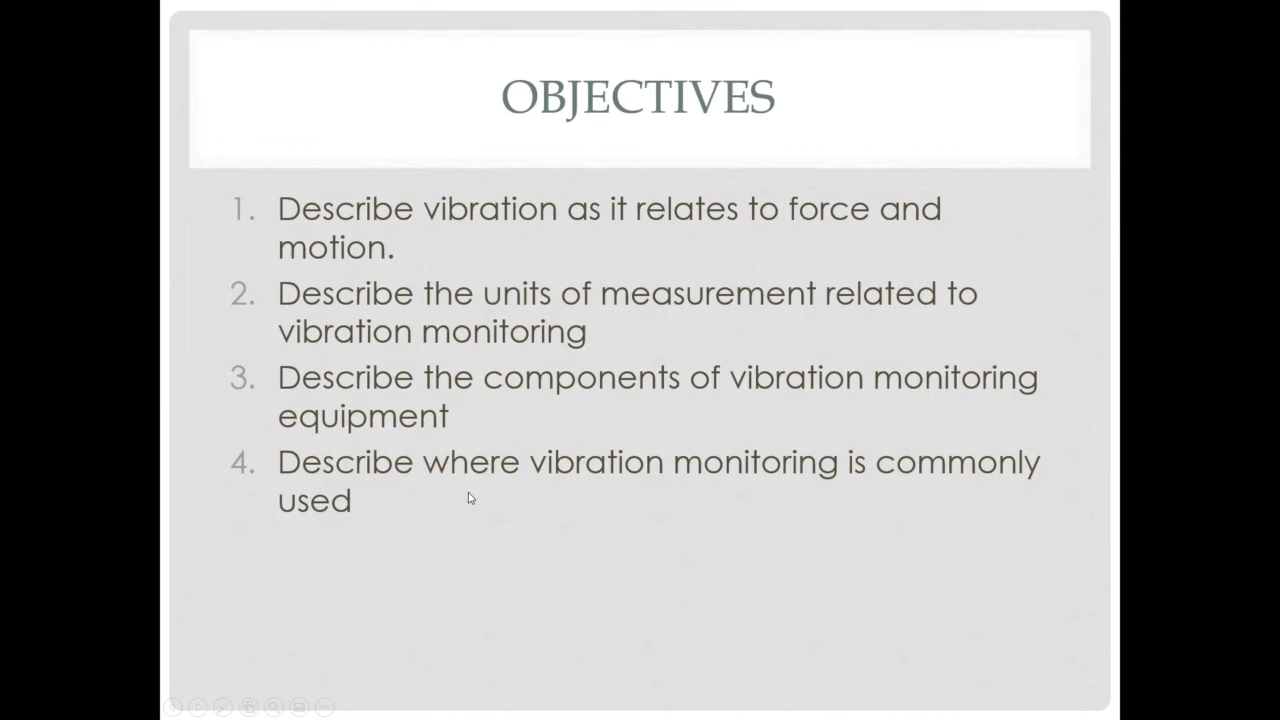 OBJECTIVES
1. Describe vibration as it relates to force and
motion.
2. Describe the units of measurement related to
vibration monitoring
3. Describe the components of vibration monitoring
equipment
4. Describe where vibration monitoring is commonly
used